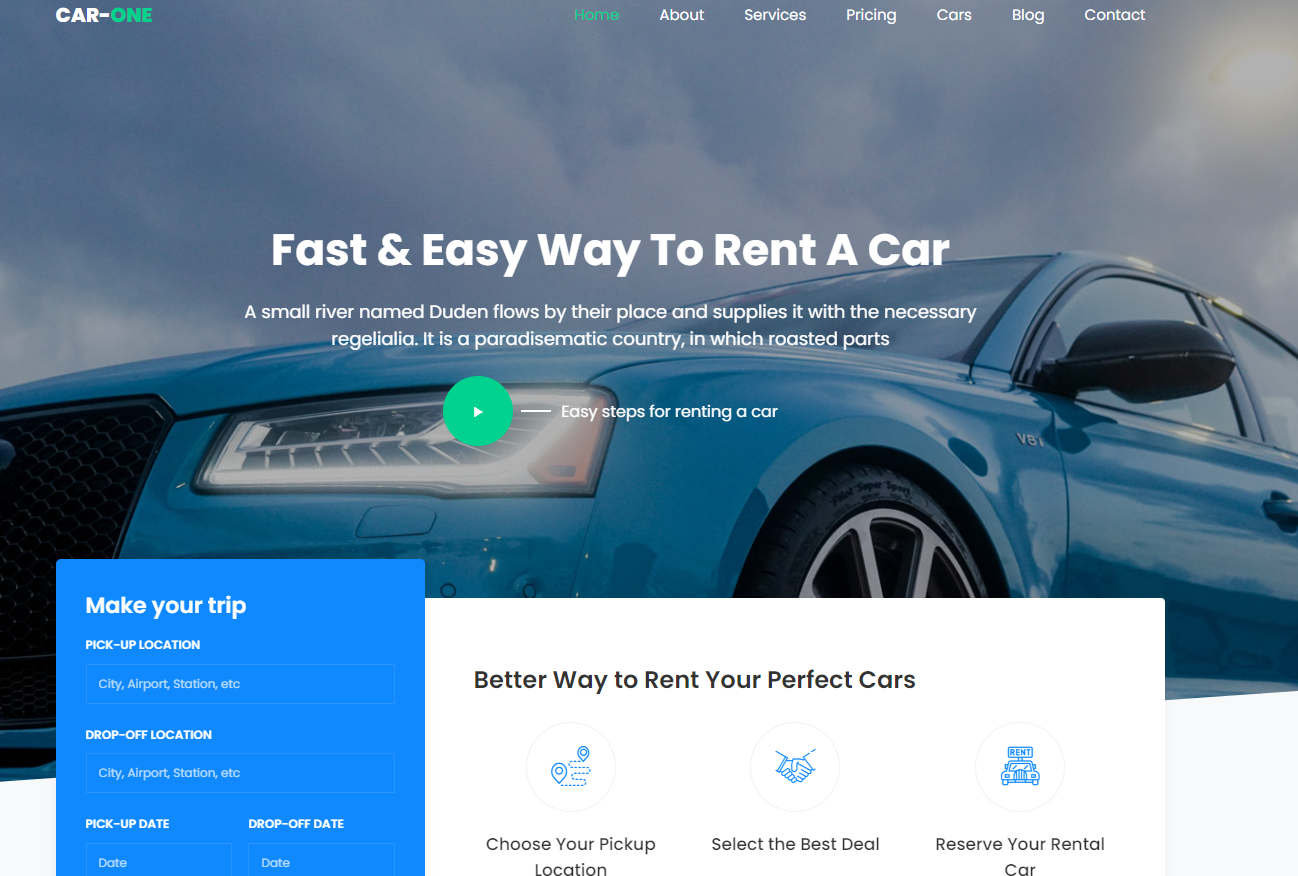 CAR-ONE
Home About Services Pricing Cars Blog Contact
Fast & Easy Way To Rent A Car
A small river named Duden flows by their place and supplies it with the necessary
regelialia. It is a paradisematic country, in which roasted parts
Easy steps for renting a car
V8T
Pilot Super Sport
Make your trip
PICK-UP LOCATION
City, Airport, Station, etc
DROP-OFF LOCATION
City, Airport, Station, etc
PICK-UP DATE DROP-OFF DATE
Date Date
Better Way to Rent Your Perfect Cars
RENT
Choose Your Pickup
Location
Select the Best Deal
Reserve Your Rental
Car